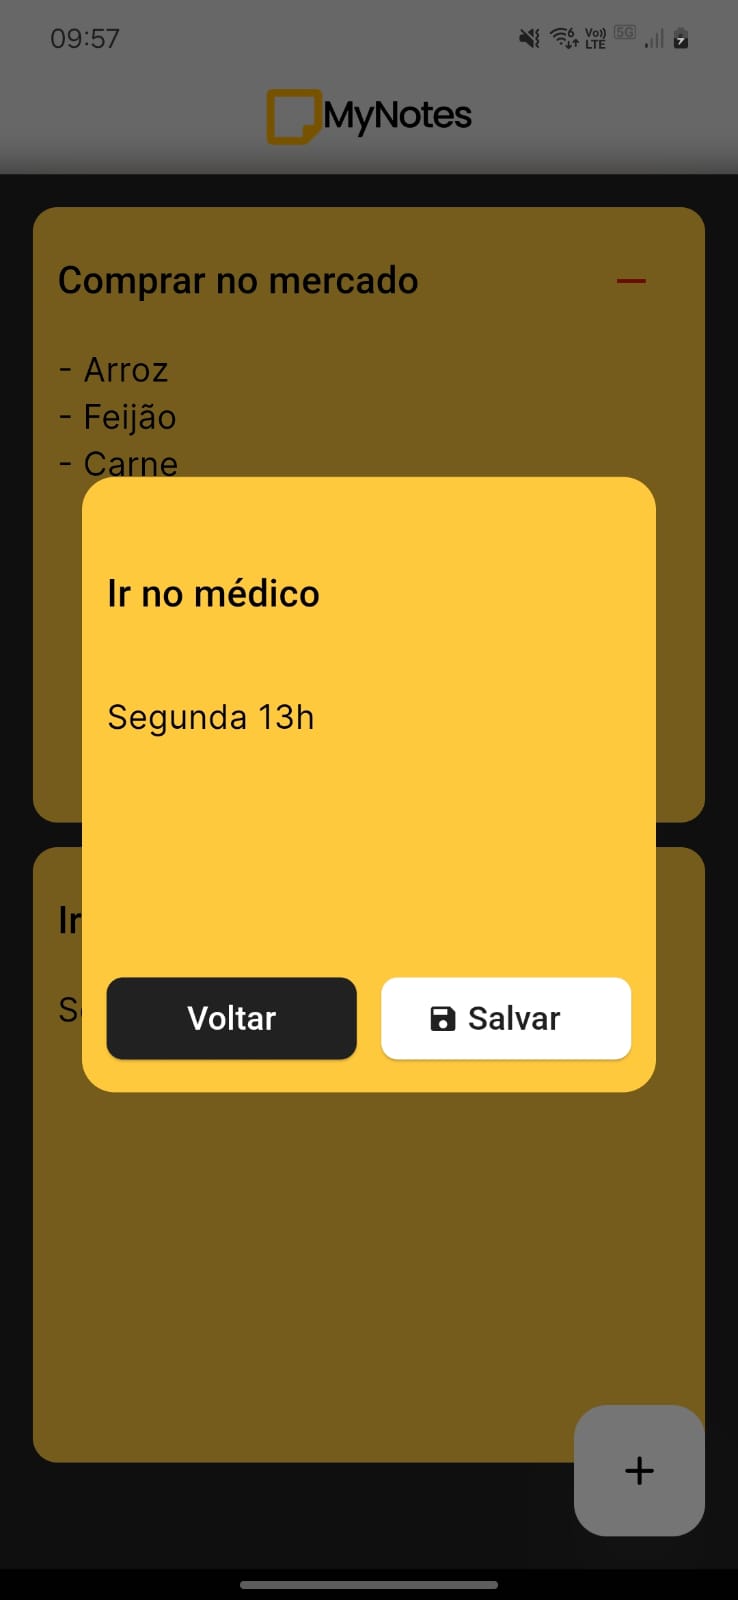 09:57
6 Vo)) LTE 5G
MyNotes
Comprar no mercado
- Arroz
- Feijão
- Carne
Ir no médico
Segunda 13h
Ir
S
Voltar
Salvar